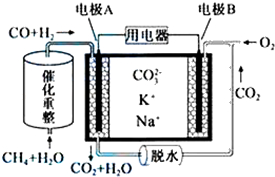 电极A
电极B
CO+H₂
用电器
O₂
催化重整
CO₃²⁻
K⁺
Na⁺
CO₂
CH₄+H₂O
CO₂+H₂O
脱水